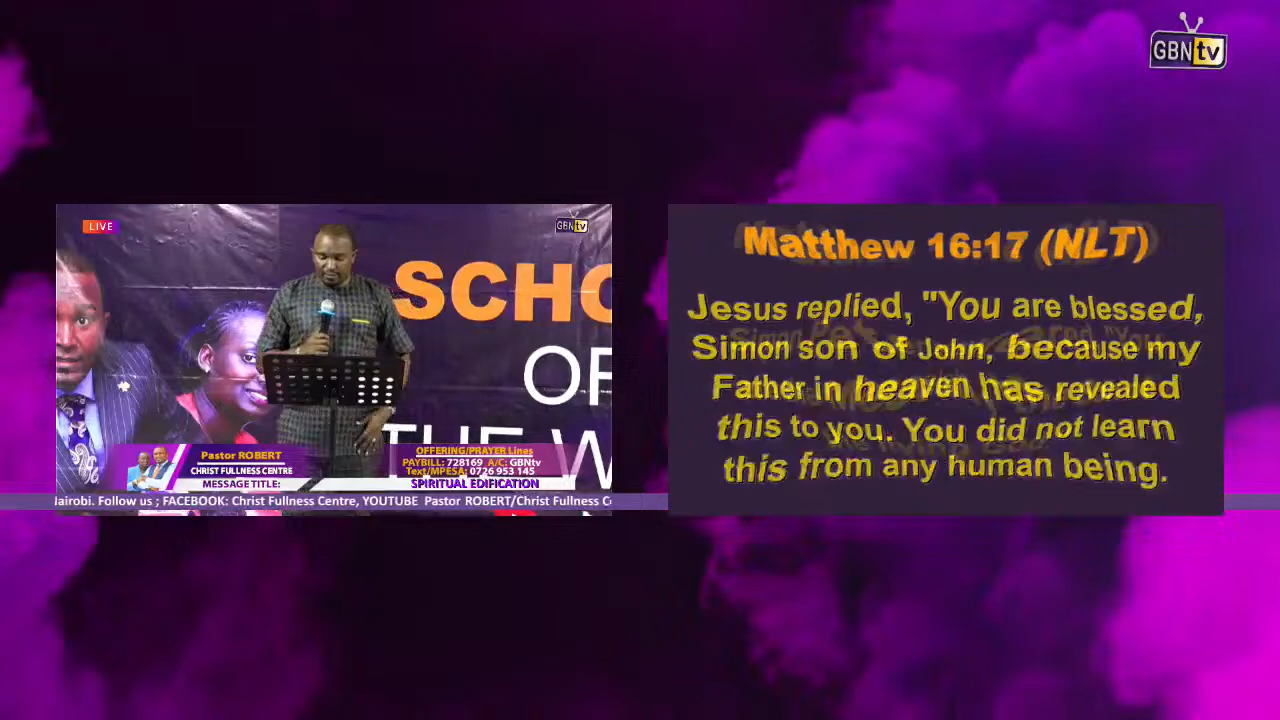 GBNtv
LIVE
GBNtv
SCHO
OF
THE W
Pastor ROBERT
CHRIST FULLNESS CENTRE
MESSAGE TITLE:
OFFERING/PRAYER Lines
PAYBILL: 728169 A/C: GBNtv
Text/MPESA: 0726 953 145
SPIRITUAL EDIFICATION
airobi. Follow us ; FACEBOOK: Christ Fullness Centre, YOUTUBE Pastor ROBERT/Christ Fullness
Matthew 16:17 (NLT)
Jesus replied, "You are blessed,
Simon son of John, because my
Father in heaven has revealed
this to you. You did not learn
this from any human being.